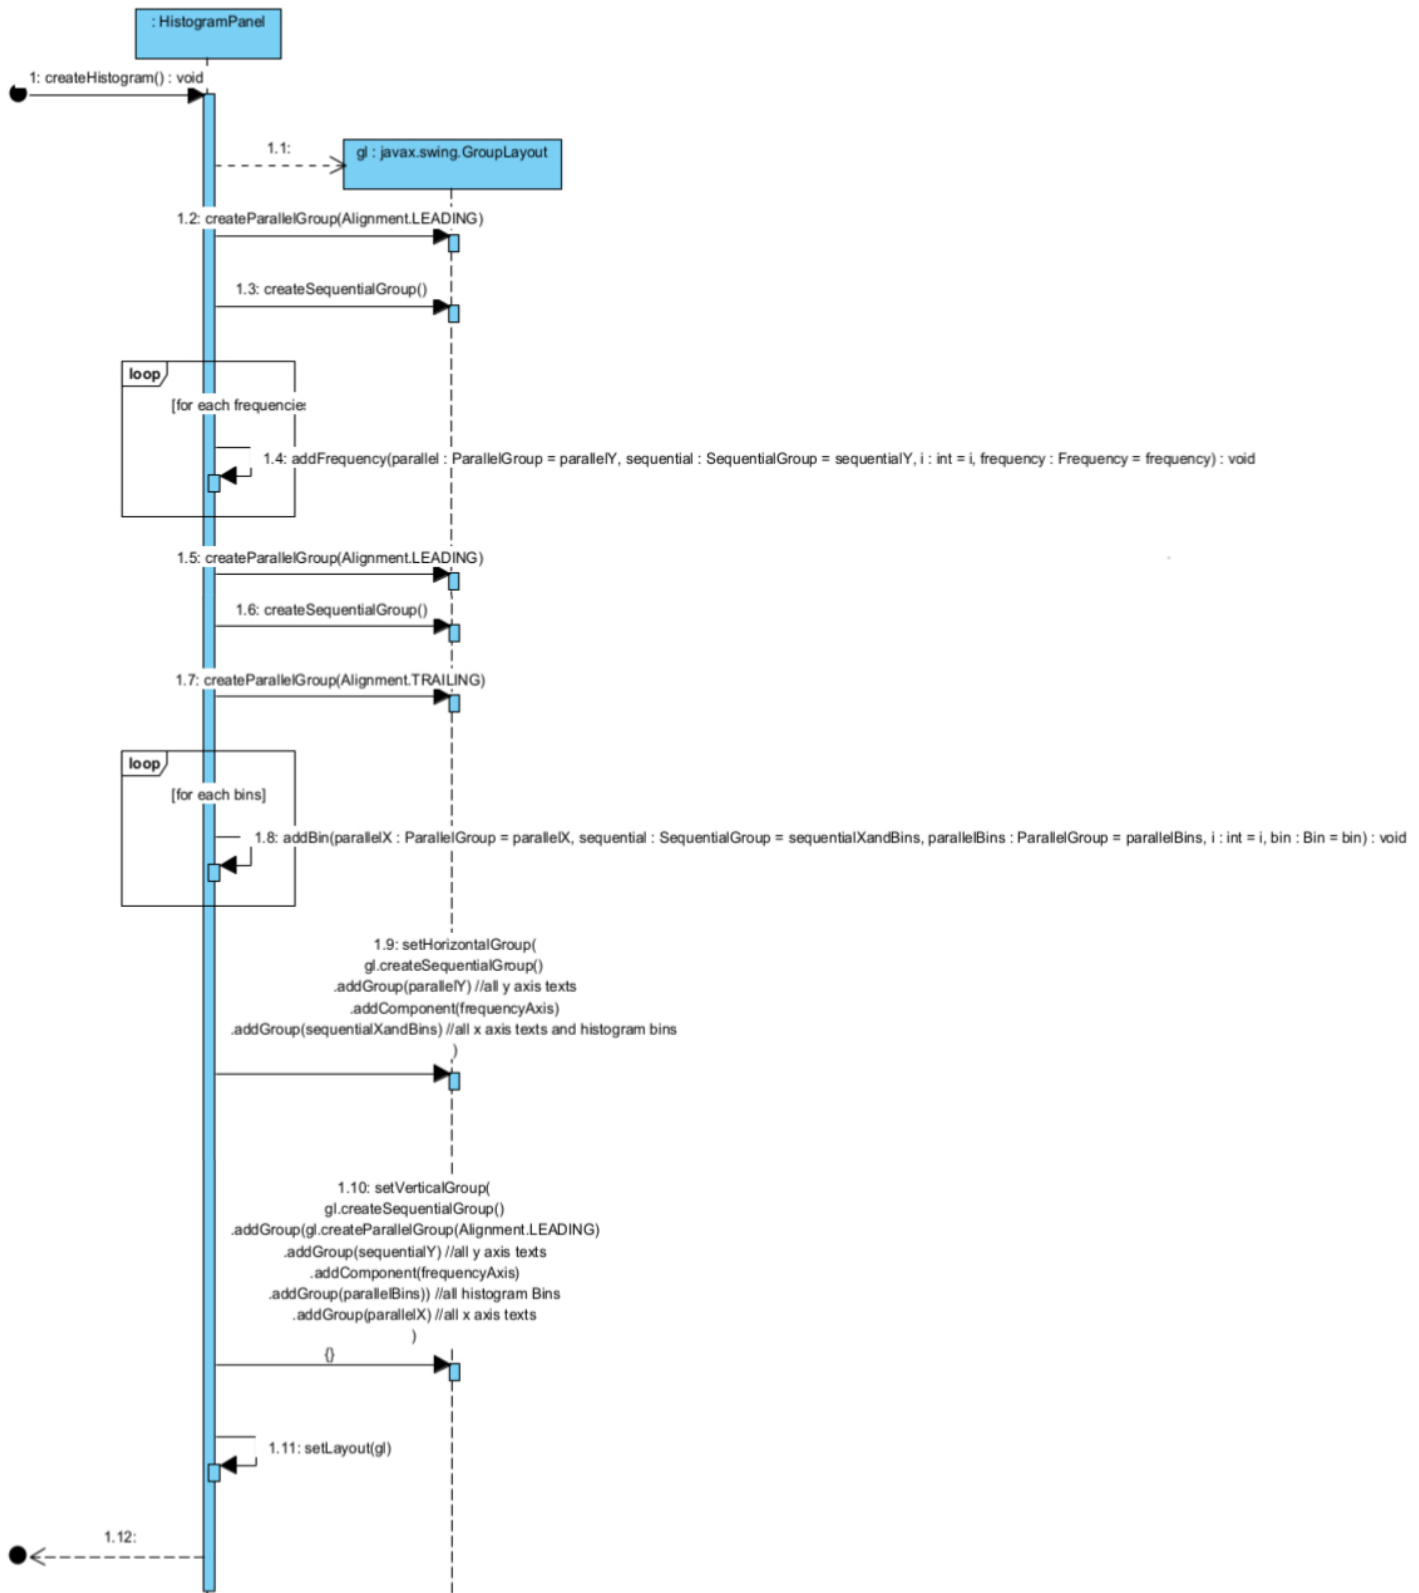 : HistogramPanel
1: createHistogram() : void
1.1:
gl : javax.swing.GroupLayout
1.2: createParallelGroup(Alignment.LEADING)
1.3: createSequentialGroup()
loop
[for each frequencies
1.4: addFrequency(parallel : ParallelGroup = parallelY, sequential : SequentialGroup = sequentialY, i : int = i, frequency : Frequency = frequency) : void
1.5: createParallelGroup(Alignment.LEADING)
1.6: createSequentialGroup()
1.7: createParallelGroup(Alignment.TRAILING)
loop
[for each bins]
1.8: addBin(parallelX : ParallelGroup = parallelX, sequential : SequentialGroup = sequentialXandBins, parallelBins : ParallelGroup = parallelBins, i : int = i, bin : Bin = bin) : void
1.9: setHorizontalGroup(
gl.createSequentialGroup()
.addGroup(parallelY) //all y axis texts
.addComponent(frequencyAxis)
.addGroup(sequentialXandBins) //all x axis texts and histogram bins
)
1.10: setVerticalGroup(
gl.createSequentialGroup()
.addGroup(gl.createParallelGroup(Alignment.LEADING)
.addGroup(sequentialY) //all y axis texts
.addComponent(frequencyAxis)
.addGroup(parallelBins)) //all histogram Bins
.addGroup(parallelX) //all x axis texts
)
{}
1.11: setLayout(gl)
1.12: